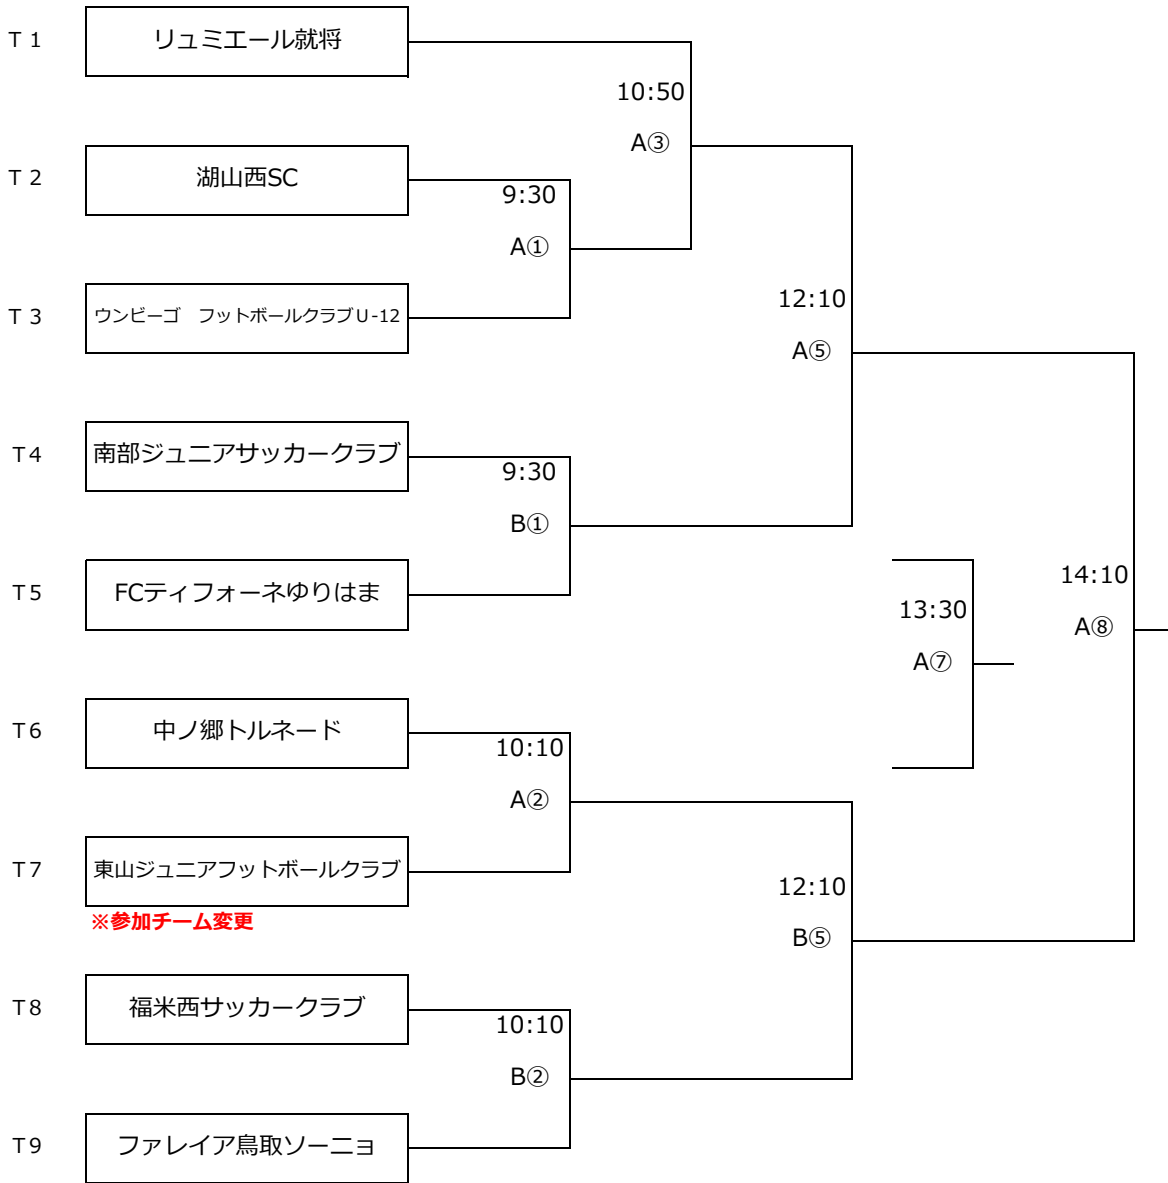 T 1
リュミエール就将
10:50
A③
T 2
湖山西SC
9:30
A①
T 3
ウンビーゴ　フットボールクラブU-12
12:10
A⑤
T4
南部ジュニアサッカークラブ
9:30
B①
T5
FCティフォーネゆりはま
13:30
A⑦
14:10
A⑧
T6
中ノ郷トルネード
10:10
A②
T7
東山ジュニアフットボールクラブ
※参加チーム変更
12:10
B⑤
T8
福米西サッカークラブ
10:10
B②
T9
ファレイア鳥取ソーニョ